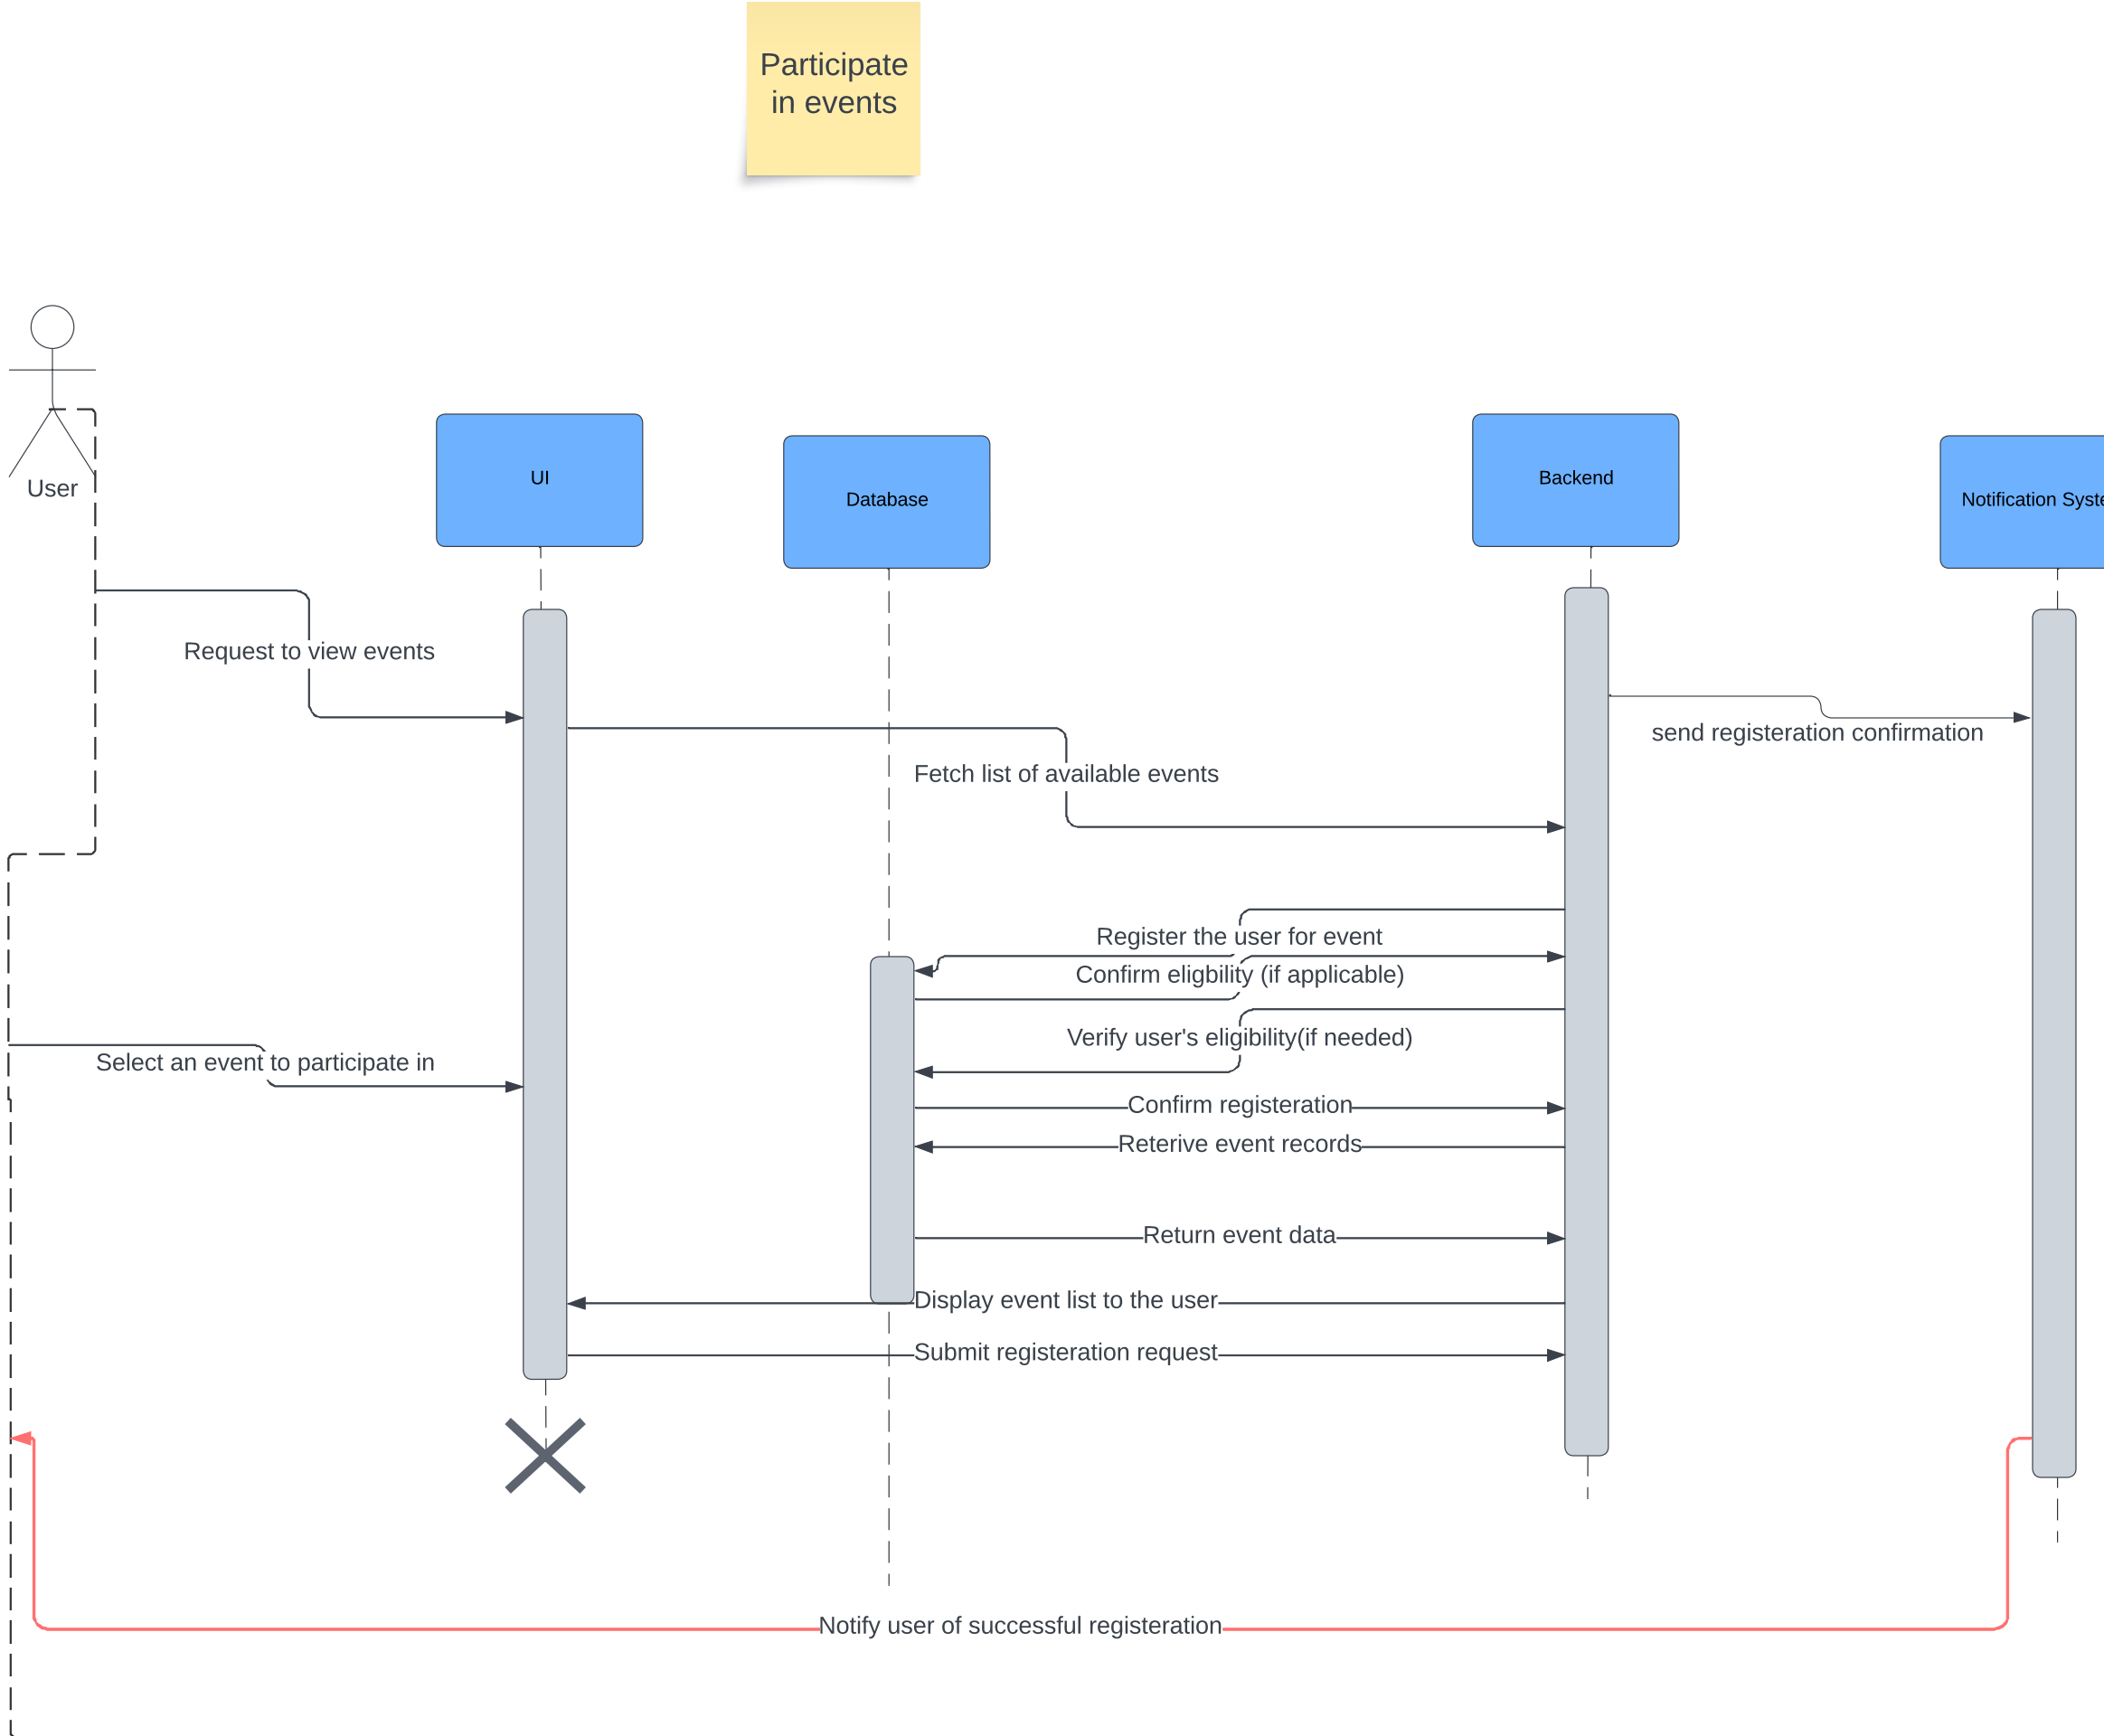 Participate
in events
User
UI
Database
Backend
Notification Syste
Request to view events
send registeration confirmation
Fetch list of available events
Register the user for event
Confirm eligbility (if applicable)
Verify user's eligibility(if needed)
Select an event to participate in
Confirm registeration
Reterive event records
Return event data
Display event list to the user
Submit registeration request
Notify user of successful registeration